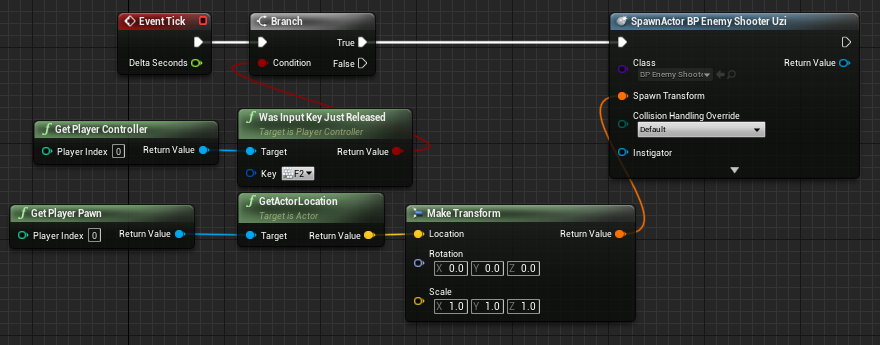 Event Tick
Delta Seconds
Branch
True
Condition
False
SpawnActor BP Enemy Shooter Uzi
Class
Return Value
BP Enemy Shoote
Spawn Transform
Collision Handling Override
Default
Instigator
Get Player Controller
Player Index 0 Return Value
Was Input Key Just Released
Target is Player Controller
Target Return Value
Key F2
Get Player Pawn
Player Index 0 Return Value
GetActorLocation
Target is Actor
Target Return Value
Make Transform
Location Return Value
Rotation
X 0.0 Y 0.0 Z 0.0
Scale
X 1.0 Y 1.0 Z 1.0